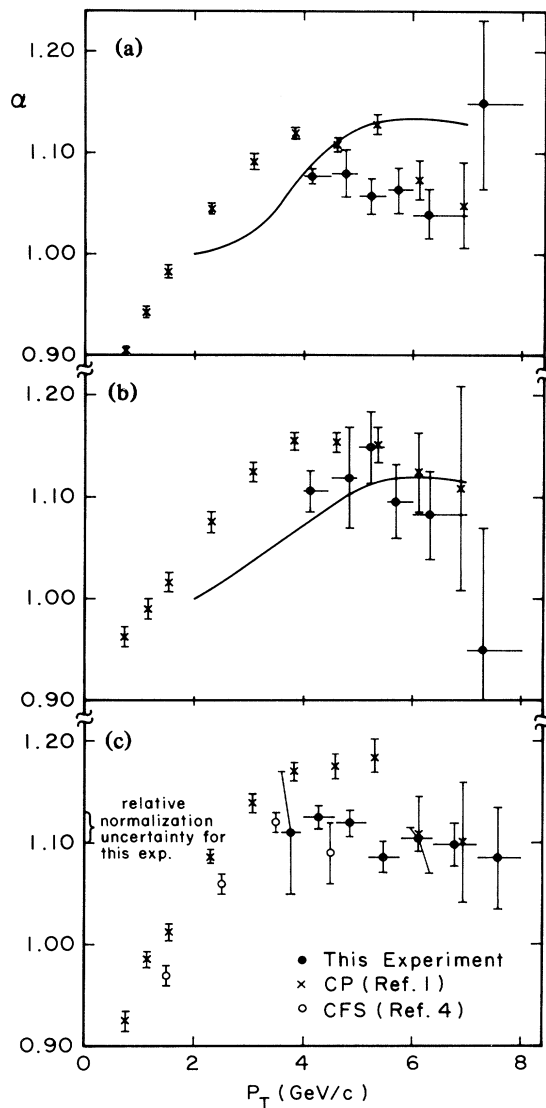 (a)
α
1.20
1.10
1.00
0.90
(b)
1.20
1.10
1.00
0.90
(c)
1.20
relative
normalization
uncertainty for
this exp.
1.10
1.00
0.90
This Experiment
CP (Ref. 1)
CFS (Ref. 4)
0 2 4 6 8
PT (GeV/c)